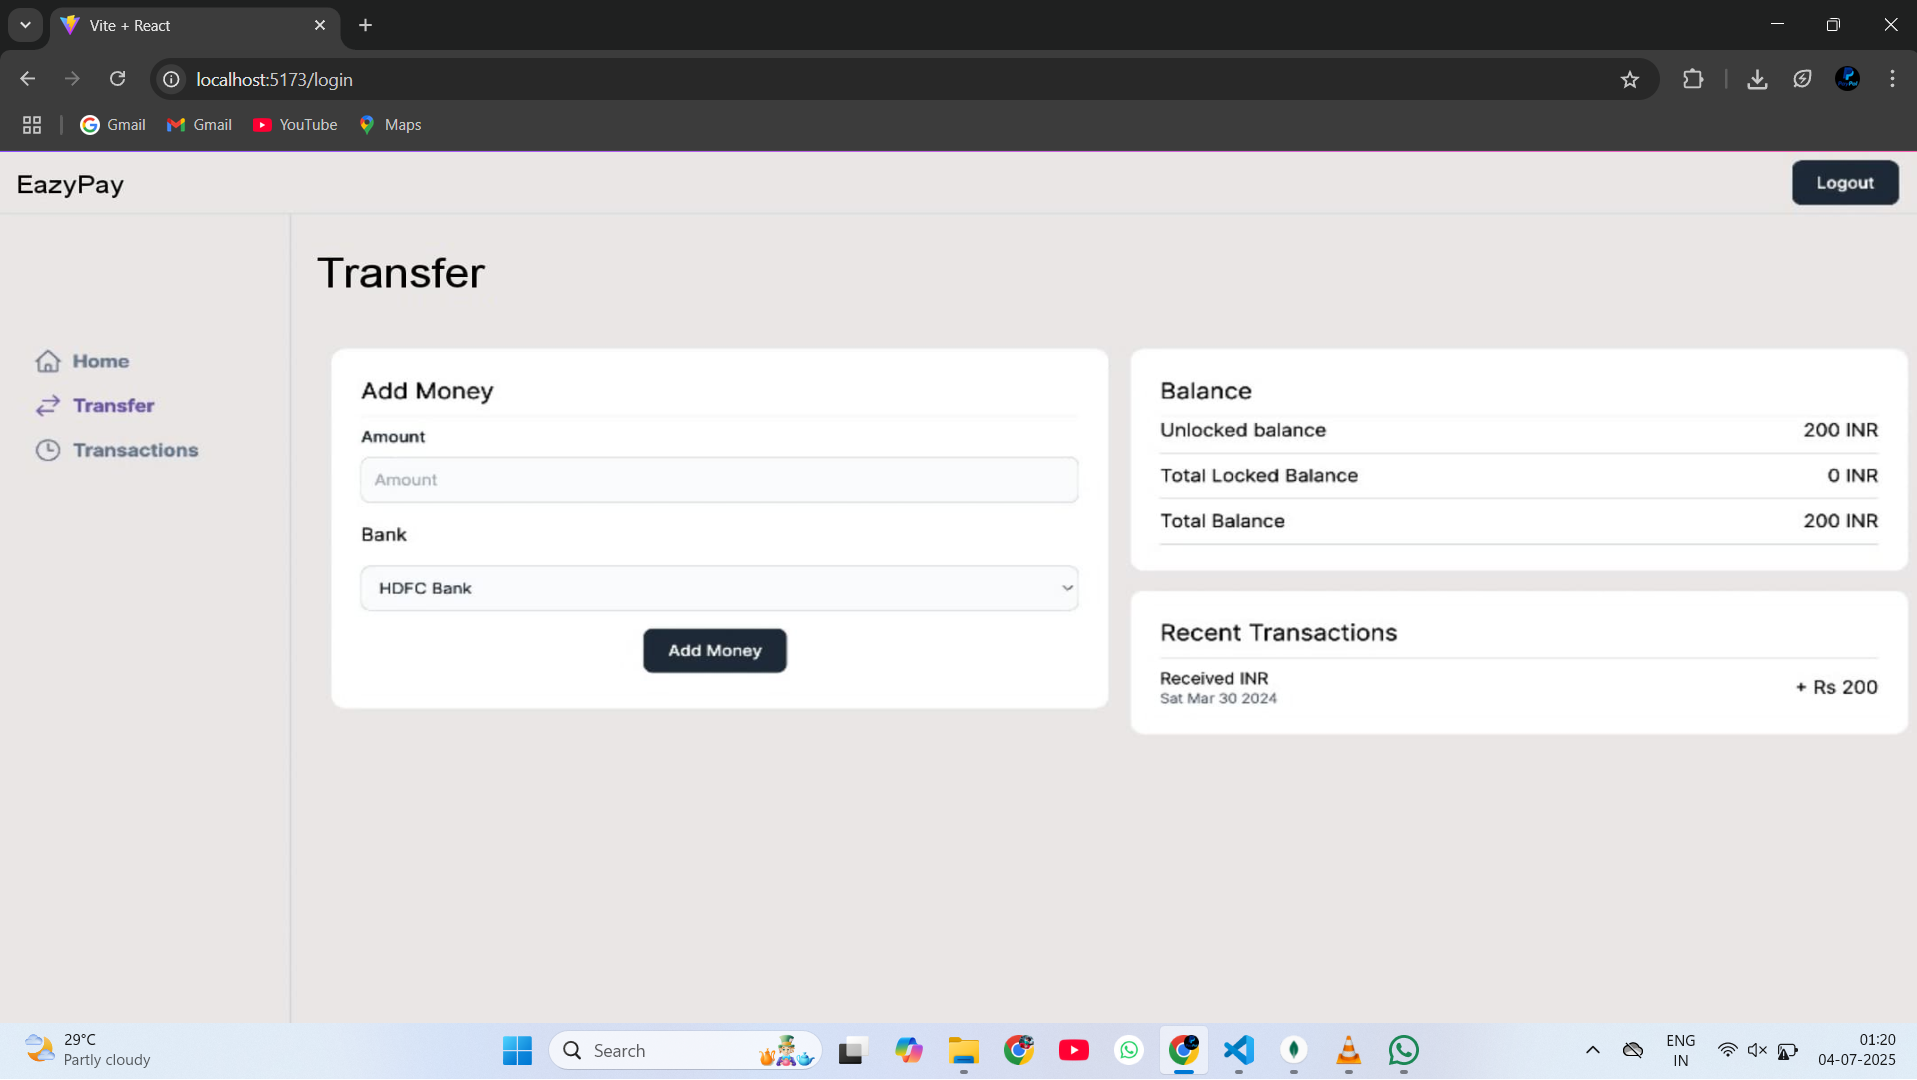 Vite + React
localhost:5173/login
Gmail
Gmail
YouTube
Maps
EazyPay
Logout
Transfer
Home
Transfer
Transactions
Add Money
Amount
Amount
Bank
HDFC Bank
Add Money
Balance
Unlocked balance 200 INR
Total Locked Balance 0 INR
Total Balance 200 INR
Recent Transactions
Received INR
Sat Mar 30 2024
+ Rs 200
29°C
Partly cloudy
Search
ENG
IN
01:20
04-07-2025